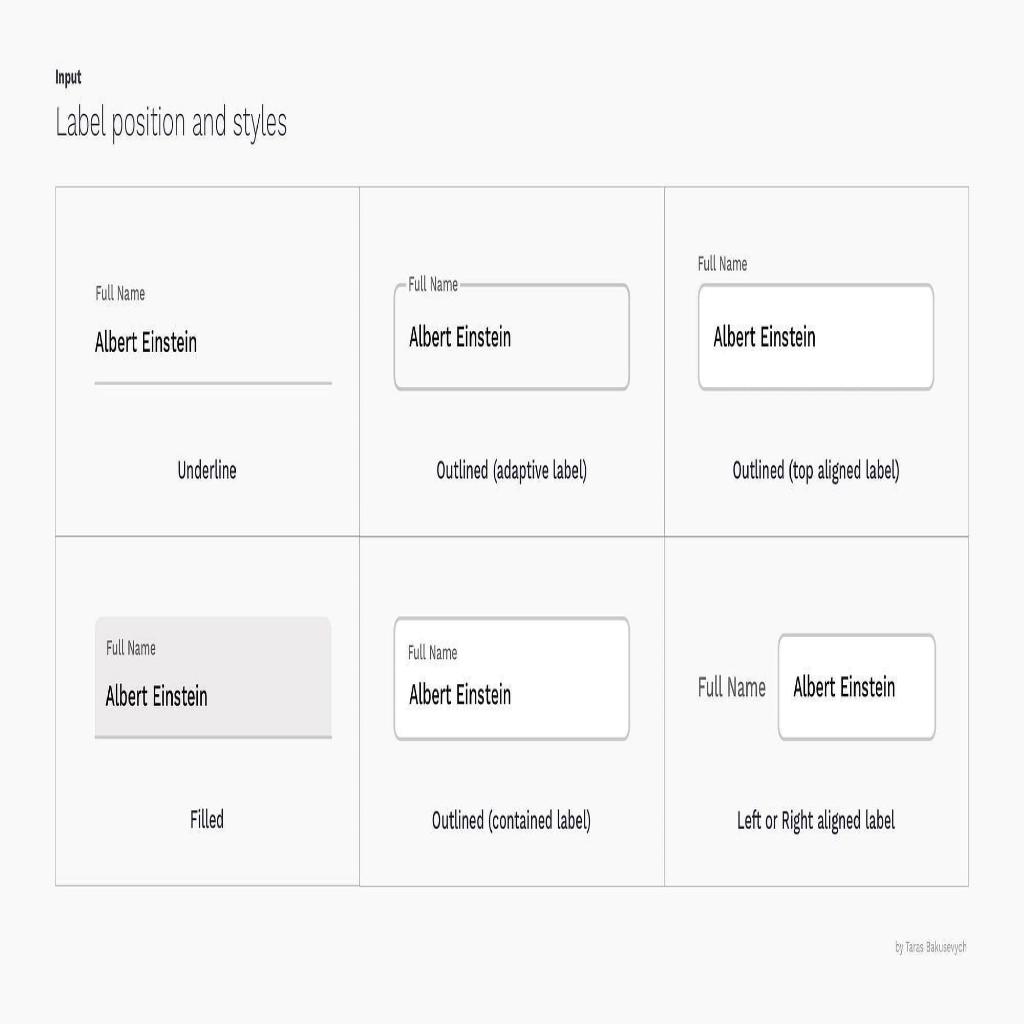 Input
Label position and styles
Full Name
Albert Einstein
Underline
Full Name
Albert Einstein
Outlined (adaptive label)
Full Name
Albert Einstein
Outlined (top aligned label)
Full Name
Albert Einstein
Filled
Full Name
Albert Einstein
Outlined (contained label)
Full Name
Albert Einstein
Left or Right aligned label
by Taras Bakusevych